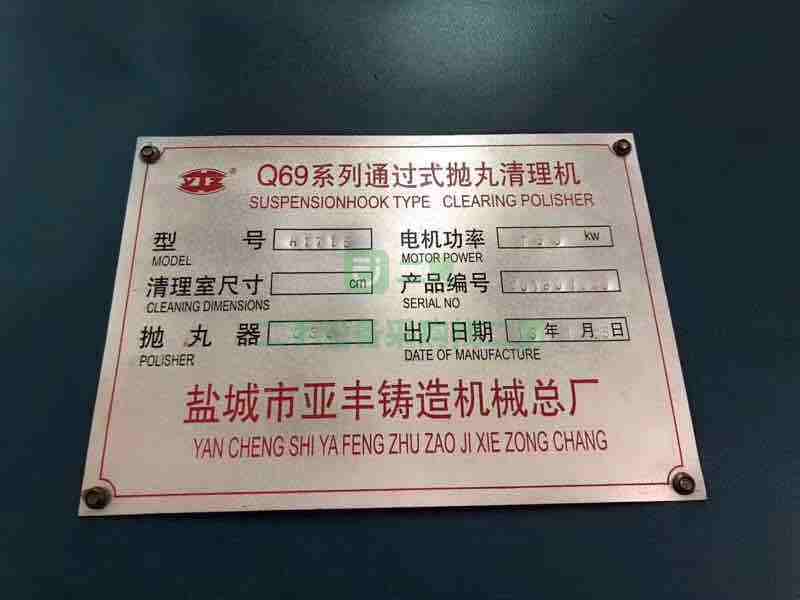 YF®
Q69系列通过式抛丸清理机
SUSPENSIONHOOK TYPE CLEARING POLISHER
型 号
电机功率 kw
MODEL
MOTOR POWER
清理室尺寸 cm
产品编号
CLEANING DIMENSIONS
SERIAL NO
抛丸器
出厂日期 年 月 日
POLISHER
DATE OF MANUFACTURE
盐城市亚丰铸造机械总厂
YAN CHENG SHI YA FENG ZHU ZAO JI XIE ZONG CHANG